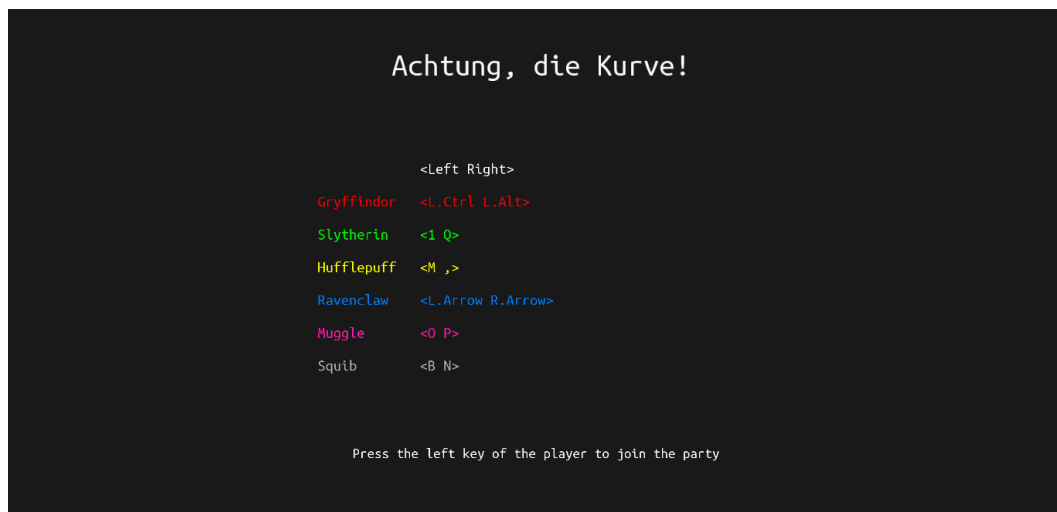 Achtung, die Kurve!
<Left Right>
Gryffindor <L.Ctrl L.Alt>
Slytherin <1 Q>
Hufflepuff <M ,>
Ravenclaw <L.Arrow R.Arrow>
Muggle <O P>
Squib <B N>
Press the left key of the player to join the party